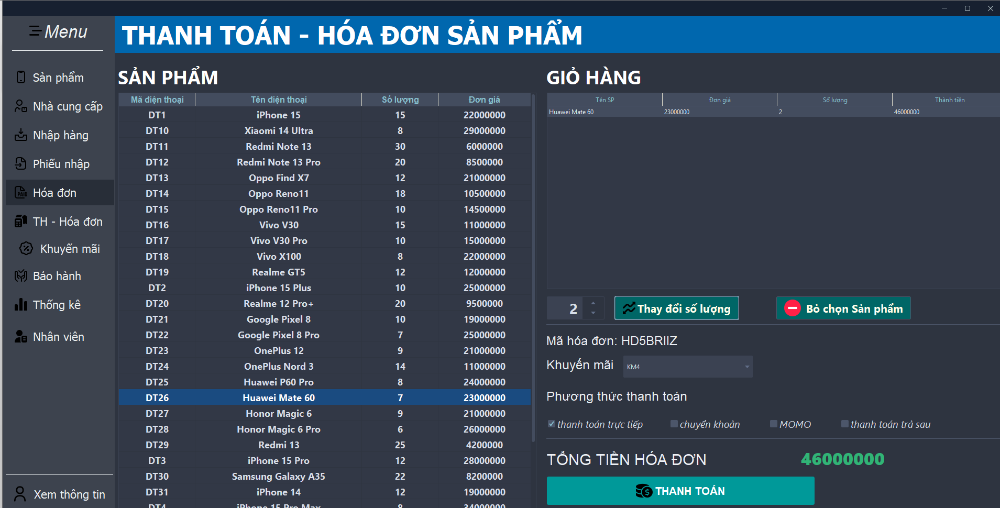 Menu
Sản phẩm
Nhà cung cấp
Nhập hàng
Phiếu nhập
PAID
Hóa đơn
TH - Hóa đơn
Khuyến mãi
Bảo hành
Thống kê
Nhân viên
Xem thông tin
THANH TOÁN - HÓA ĐƠN SẢN PHẨM
SẢN PHẨM
Mã điện thoại Tên điện thoại Số lượng Đơn giá
DT1 iPhone 15 15 22000000
DT10 Xiaomi 14 Ultra 8 29000000
DT11 Redmi Note 13 30 6000000
DT12 Redmi Note 13 Pro 20 8500000
DT13 Oppo Find X7 12 21000000
DT14 Oppo Reno11 18 10500000
DT15 Oppo Reno11 Pro 10 14500000
DT16 Vivo V30 15 11000000
DT17 Vivo V30 Pro 10 15000000
DT18 Vivo X100 8 22000000
DT19 Realme GT5 12 12000000
DT2 iPhone 15 Plus 10 25000000
DT20 Realme 12 Pro+ 20 9500000
DT21 Google Pixel 8 10 19000000
DT22 Google Pixel 8 Pro 7 25000000
DT23 OnePlus 12 9 21000000
DT24 OnePlus Nord 3 14 11000000
DT25 Huawei P60 Pro 8 24000000
DT26 Huawei Mate 60 7 23000000
DT27 Honor Magic 6 9 21000000
DT28 Honor Magic 6 Pro 6 26000000
DT29 Redmi 13 25 4200000
DT3 iPhone 15 Pro 12 28000000
DT30 Samsung Galaxy A35 22 8200000
DT31 iPhone 14 12 19000000
DT4 iPhone 15 Pro Max 8 34000000
GIỎ HÀNG
Tên SP Đơn giá Số lượng Thành tiền
Huawei Mate 60 23000000 2 46000000
2 Thay đổi số lượng Bỏ chọn Sản phẩm
Mã hóa đơn: HD5BRIIZ
Khuyến mãi KM4
Phương thức thanh toán
thanh toán trực tiếp chuyển khoản MOMO thanh toán trả sau
TỔNG TIỀN HÓA ĐƠN 46000000
THANH TOÁN